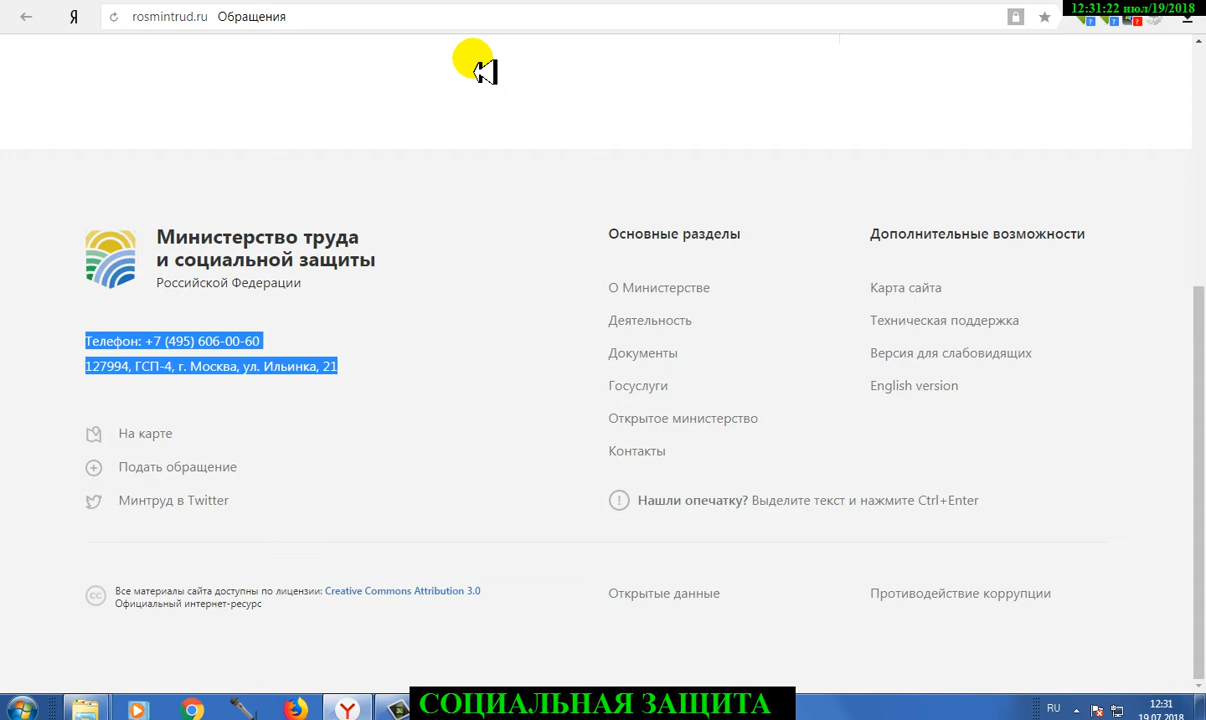 12:31:22 июл/19/2018
Я
rosmintrud.ru Обращения
Министерство труда
и социальной защиты
Российской Федерации
Телефон: +7 (495) 606-00-60
127994, ГСП-4, г. Москва, ул. Ильинка, 21
На карте
Подать обращение
Минтруд в Twitter
Основные разделы
О Министерстве
Деятельность
Документы
Госуслуги
Открытое министерство
Контакты
Дополнительные возможности
Карта сайта
Техническая поддержка
Версия для слабовидящих
English version
Нашли опечатку? Выделите текст и нажмите Ctrl+Enter
cc
Все материалы сайта доступны по лицензии: Creative Commons Attribution 3.0
Официальный интернет-ресурс
Открытые данные
Противодействие коррупции
СОЦИАЛЬНАЯ ЗАЩИТА
RU
12:31
19.07.2018